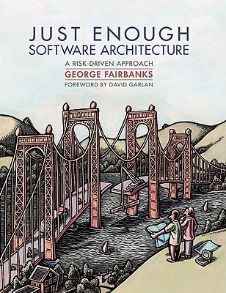 JUST ENOUGH
SOFTWARE ARCHITECTURE
A RISK-DRIVEN APPROACH
GEORGE FAIRBANKS
FOREWORD BY DAVID GARLAN